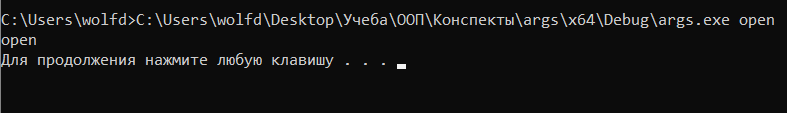 C:\Users\wolfd>C:\Users\wolfd\Desktop\Учеба\ООП\Конспекты\args\x64\Debug\args.exe open
open
Для продолжения нажмите любую клавишу . . .